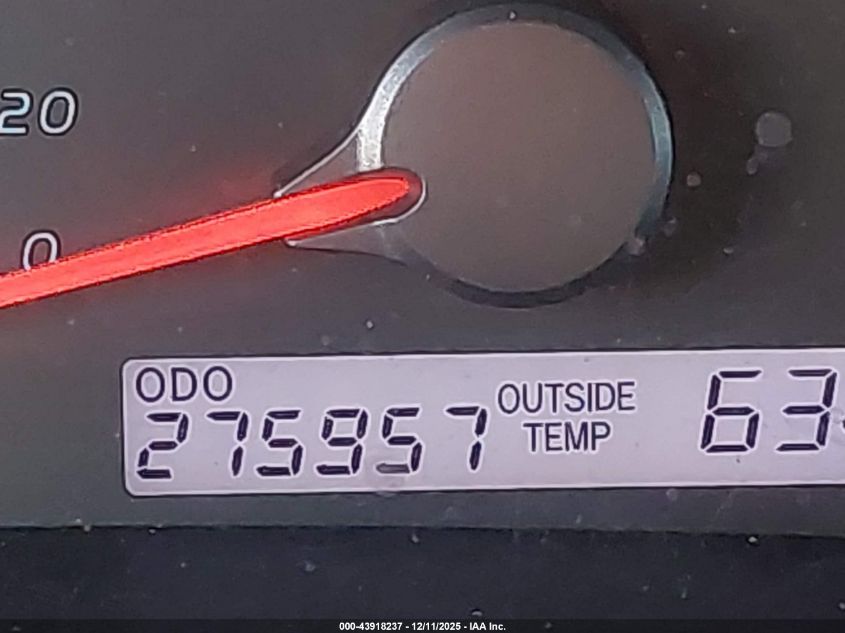 20
0
ODO
275957
OUTSIDE
TEMP
63
000-43918237 - 12/11/2025 - IAA Inc.